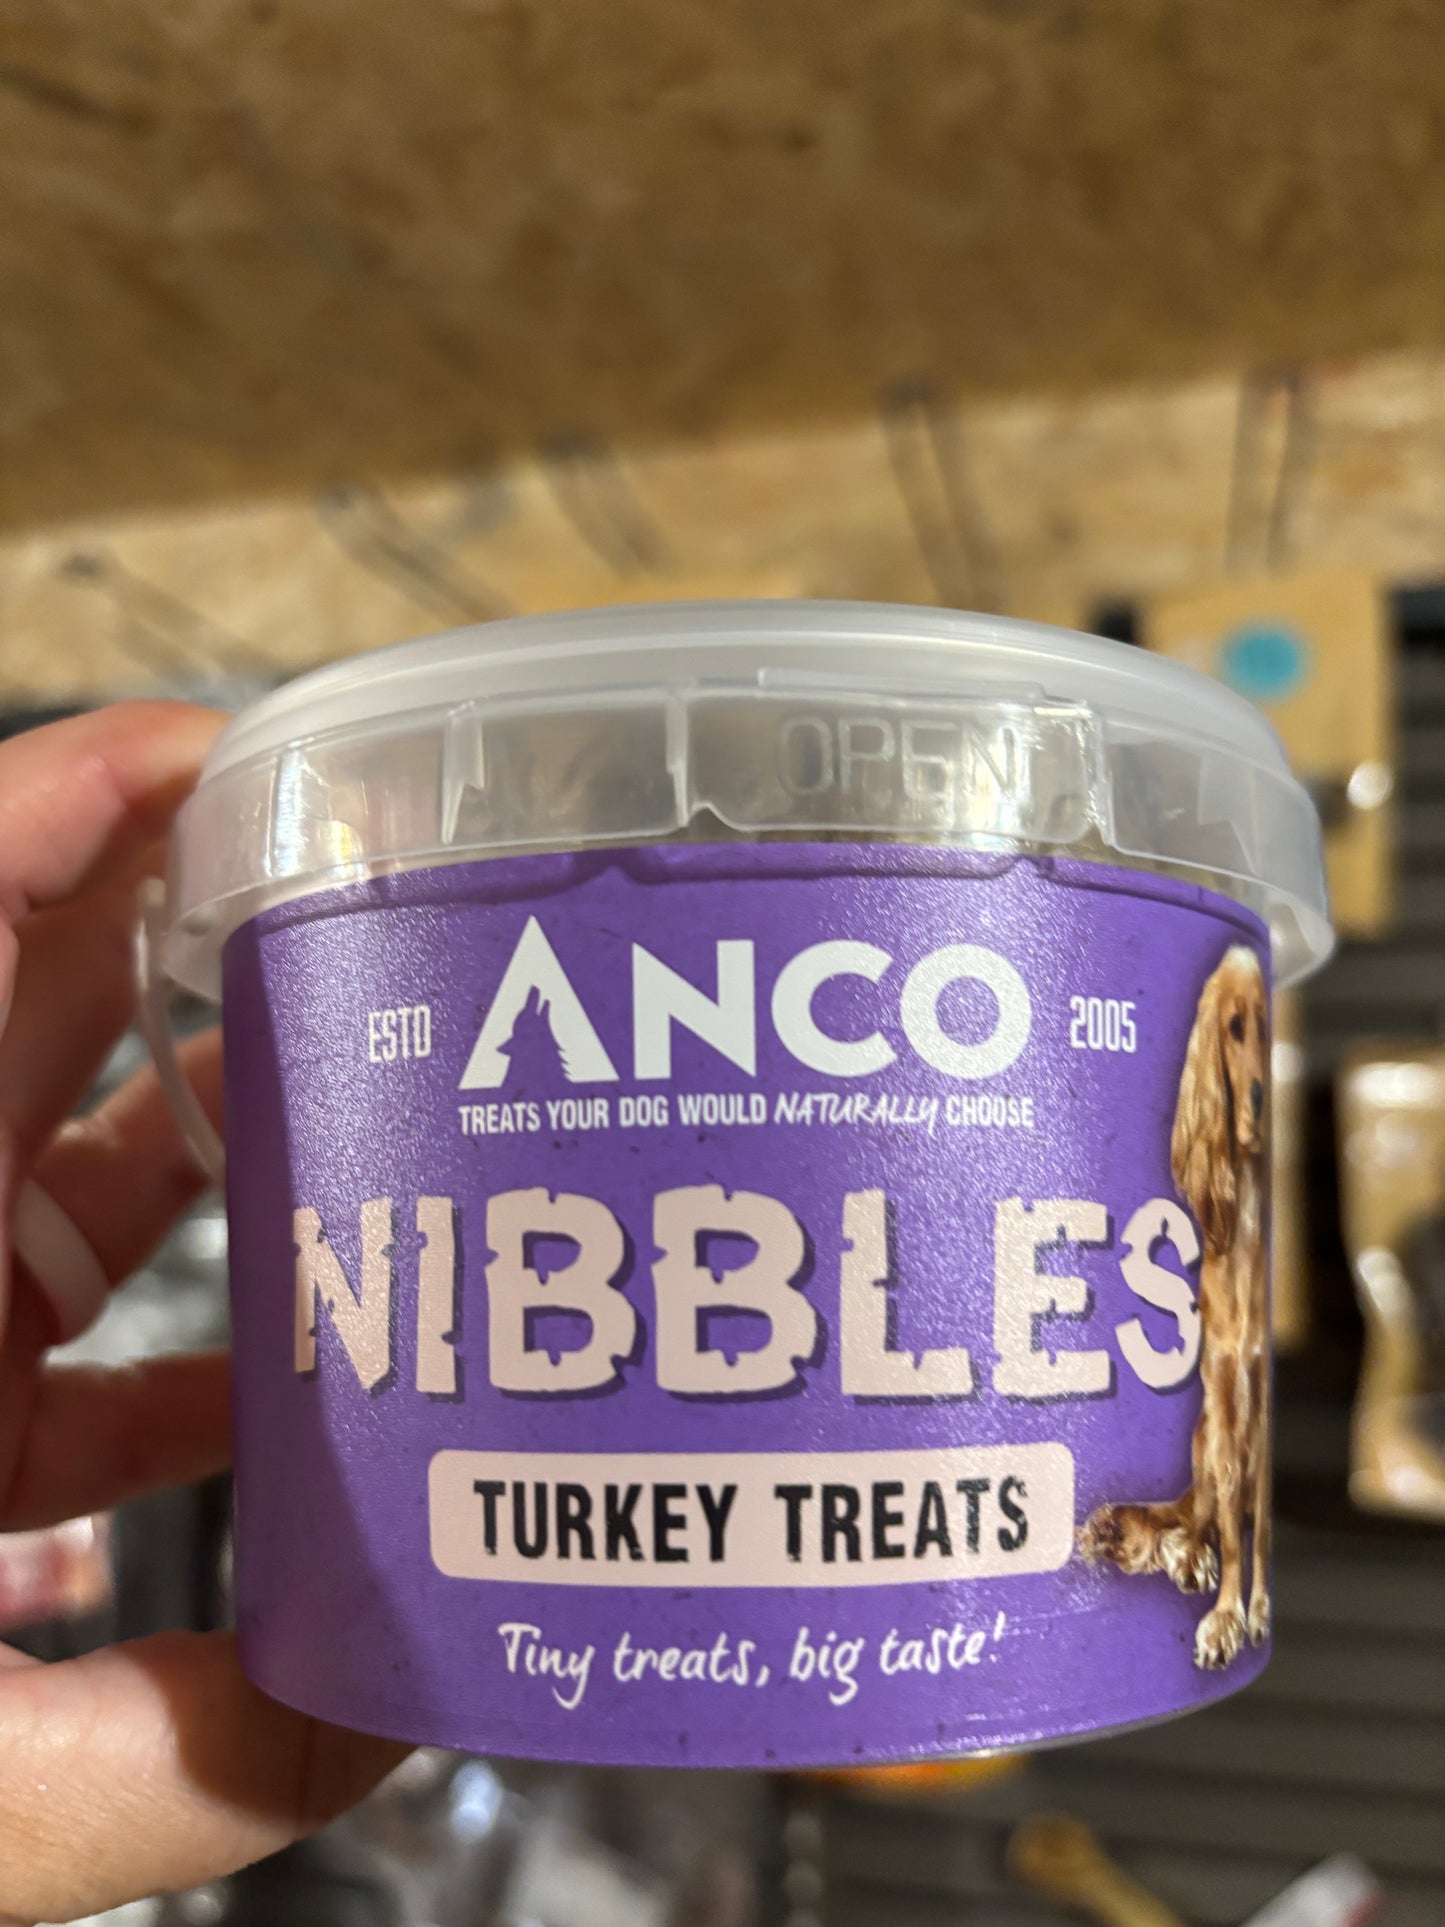 OPEN
ESTD ANCO 2005
TREATS YOUR DOG WOULD NATURALLY CHOOSE
NIBBLES
TURKEY TREATS
Tiny treats, big taste!